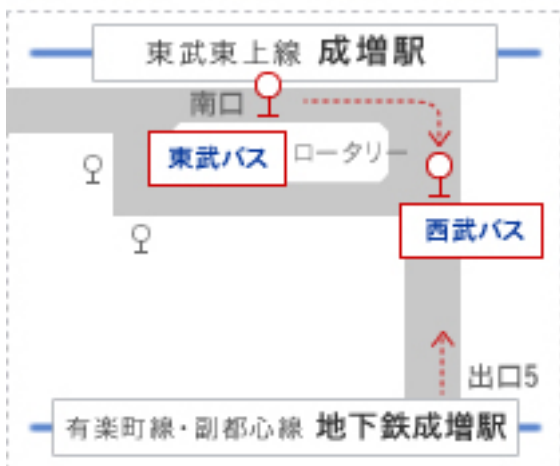 東武東上線 成増駅
南口
東武バス
ロータリー
西武バス
出口5
有楽町線・副都心線 地下鉄成増駅